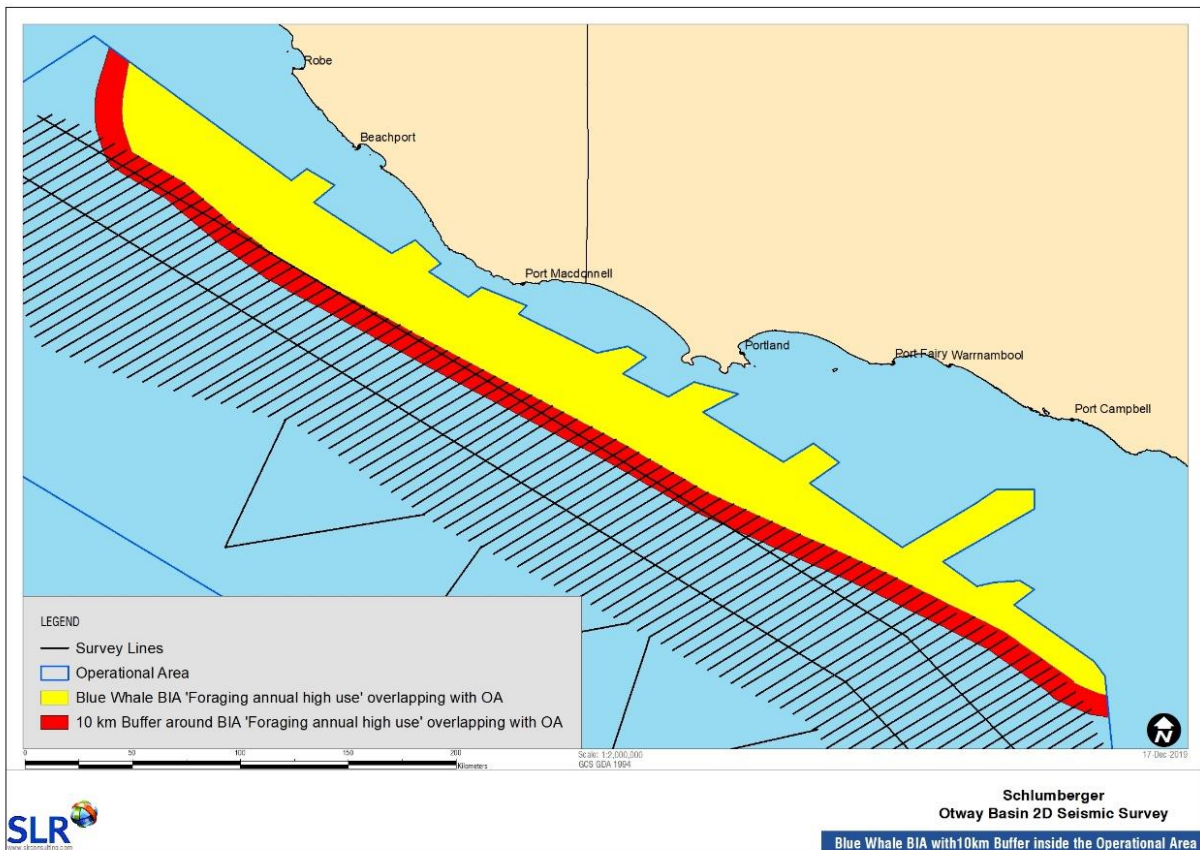 Robe
Beachport
Port Macdonnell
Portland
Port Fairy Warrnambool
Port Campbell
LEGEND
Survey Lines
Operational Area
Blue Whale BIA 'Foraging annual high use' overlapping with OA
10 km Buffer around BIA 'Foraging annual high use' overlapping with OA
N
0 50 100 150 200
Kilometers
Scale: 1:2,000,000
GCS GDA 1994
17-Dec-2019
SLR
www.slrconsulting.com
Schlumberger
Otway Basin 2D Seismic Survey
Blue Whale BIA with10km Buffer inside the Operational Area